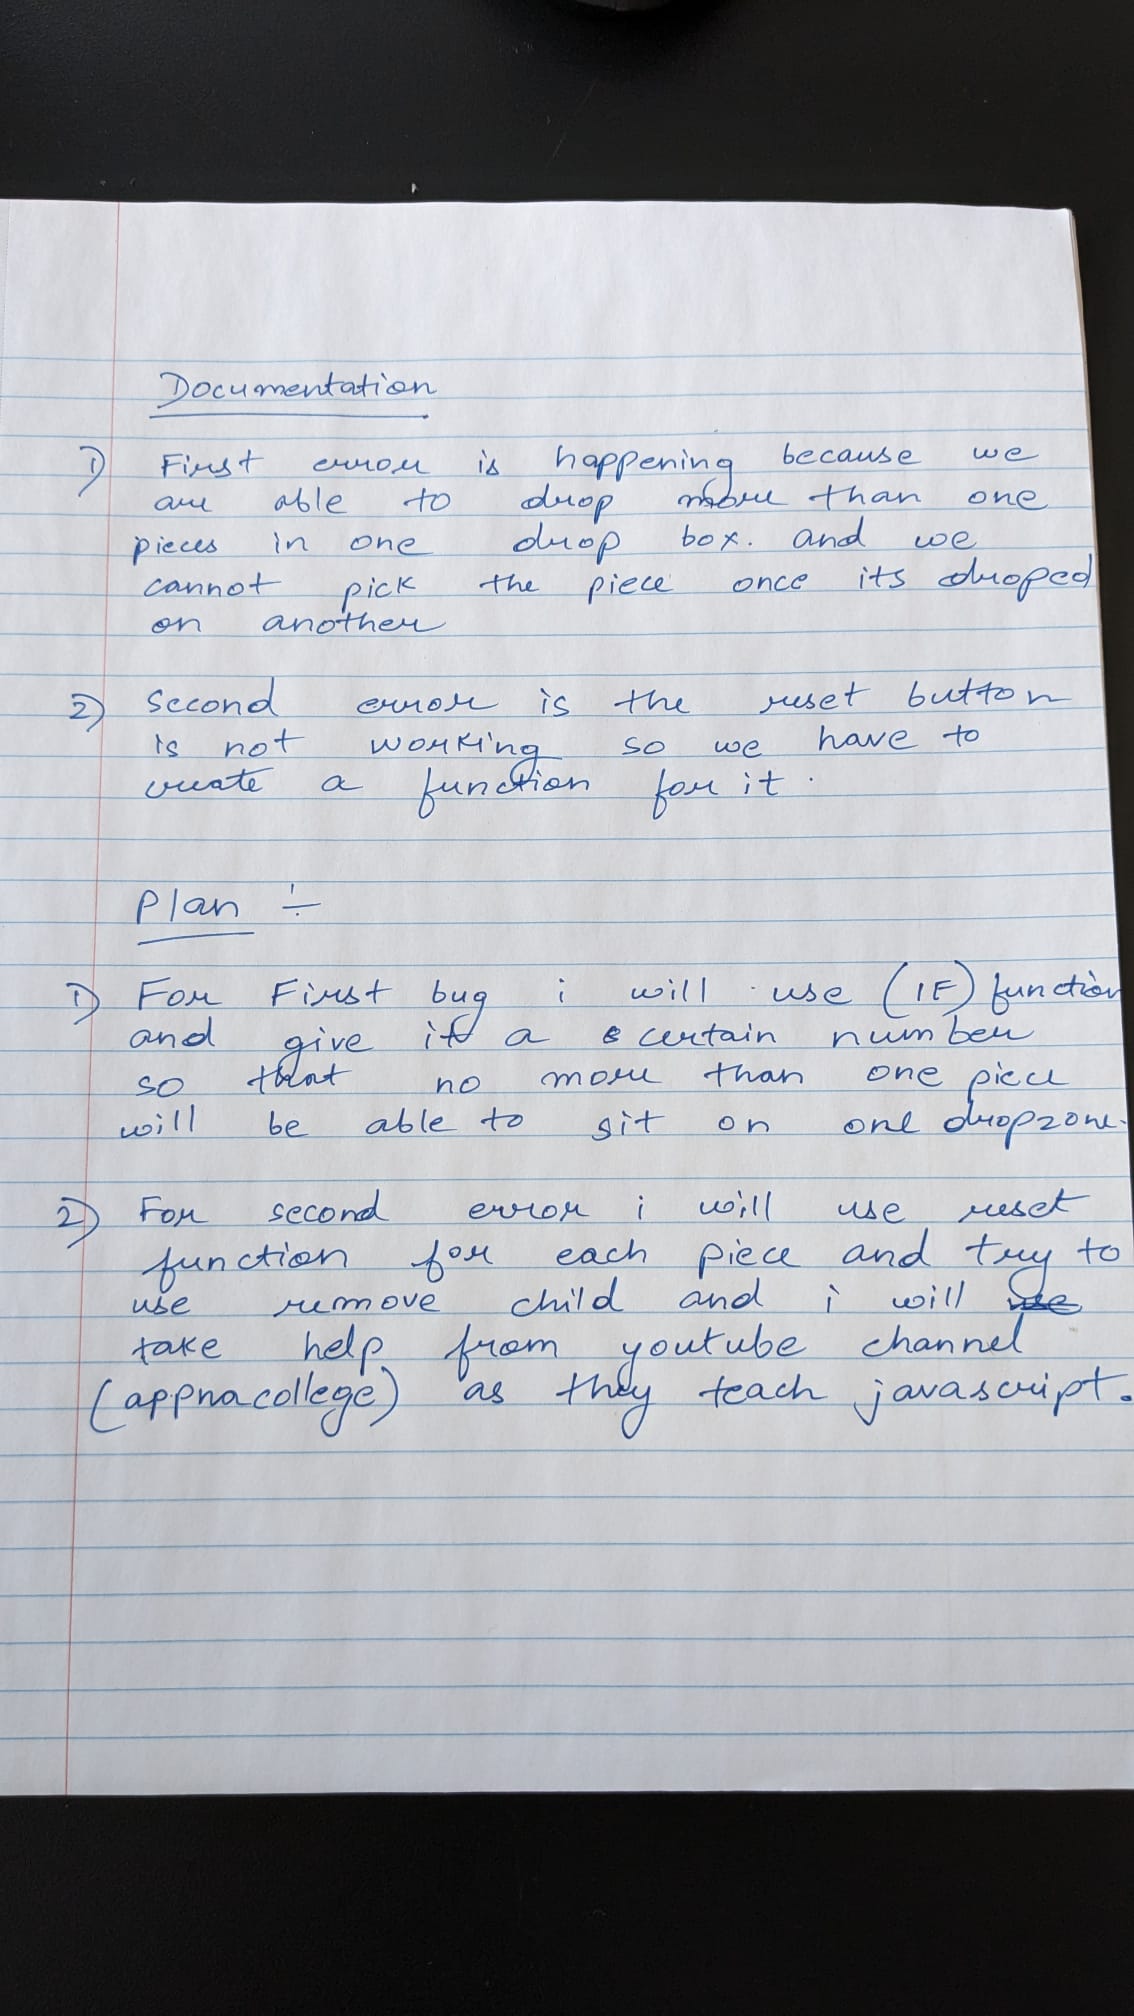 Documentation
1) First error is happening because we
are able to drop more than one
pieces in one drop box. and we
cannot pick the piece once its droped
on another
2) Second error is the reset button
is not working so we have to
create a function for it.
Plan ÷
1) For First bug i will use (IF) function
and give it a certain number
so that no more than one piece
will be able to sit on one dropzone.
2) For second error i will use reset
function for each piece and try to
use remove child and i will use
take help from youtube channel
(appnacollege) as they teach javascript.